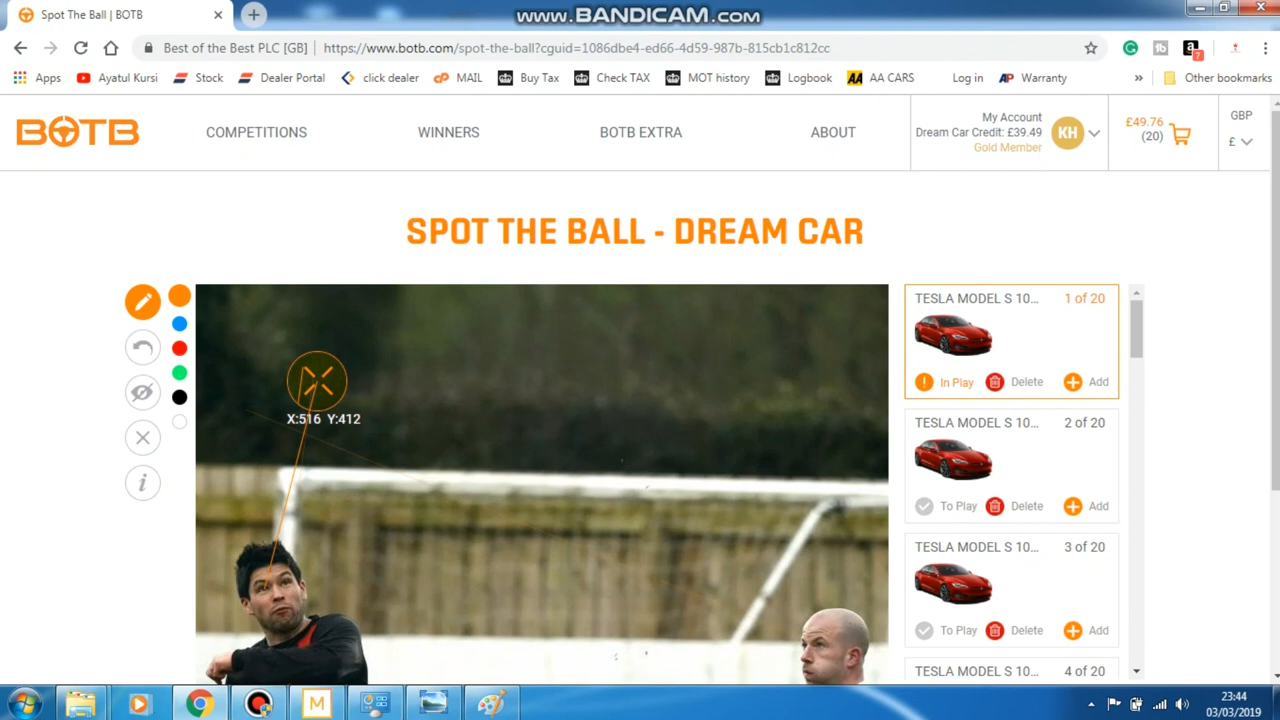 Spot The Ball | BOTB
WWW.BANDICAM.COM
Best of the Best PLC [GB] | https://www.botb.com/spot-the-ball?cguid=1086dbe4-ed66-4d59-987b-815cb1c812cc
7
Apps Ayatul Kursi Stock Dealer Portal click dealer MAIL Buy Tax Check TAX MOT history Logbook AA CARS Log in AP Warranty » Other bookmarks
BOTB COMPETITIONS WINNERS BOTB EXTRA ABOUT
My Account
Dream Car Credit: £39.49
Gold Member
KH
£49.76
(20)
GBP
£
SPOT THE BALL - DREAM CAR
X:516 Y:412
TESLA MODEL S 10... 1 of 20
In Play Delete Add
TESLA MODEL S 10... 2 of 20
To Play Delete Add
TESLA MODEL S 10... 3 of 20
To Play Delete Add
TESLA MODEL S 10... 4 of 20
M
23:44
03/03/2019